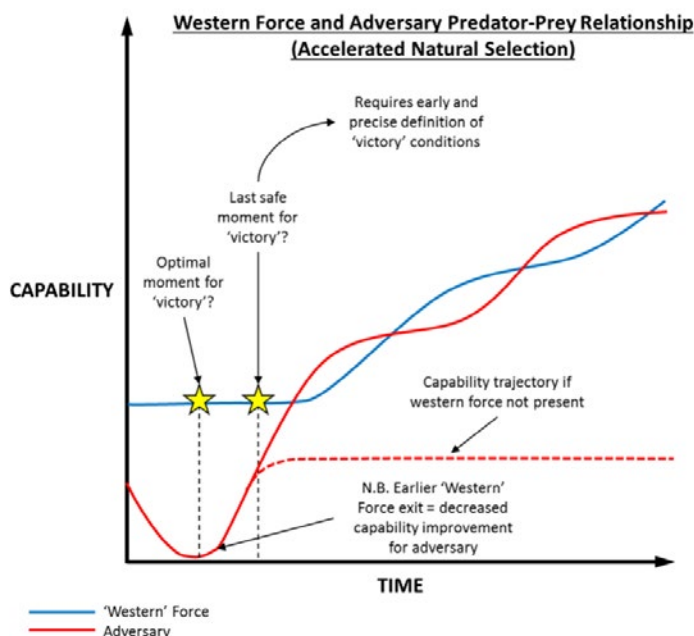 Western Force and Adversary Predator-Prey Relationship
(Accelerated Natural Selection)
Requires early and
precise definition of
‘victory’ conditions
Last safe
moment for
‘victory’?
Optimal
moment for
‘victory’?
CAPABILITY
Capability trajectory if
western force not present
N.B. Earlier ‘Western’
Force exit = decreased
capability improvement
for adversary
TIME
‘Western’ Force
Adversary